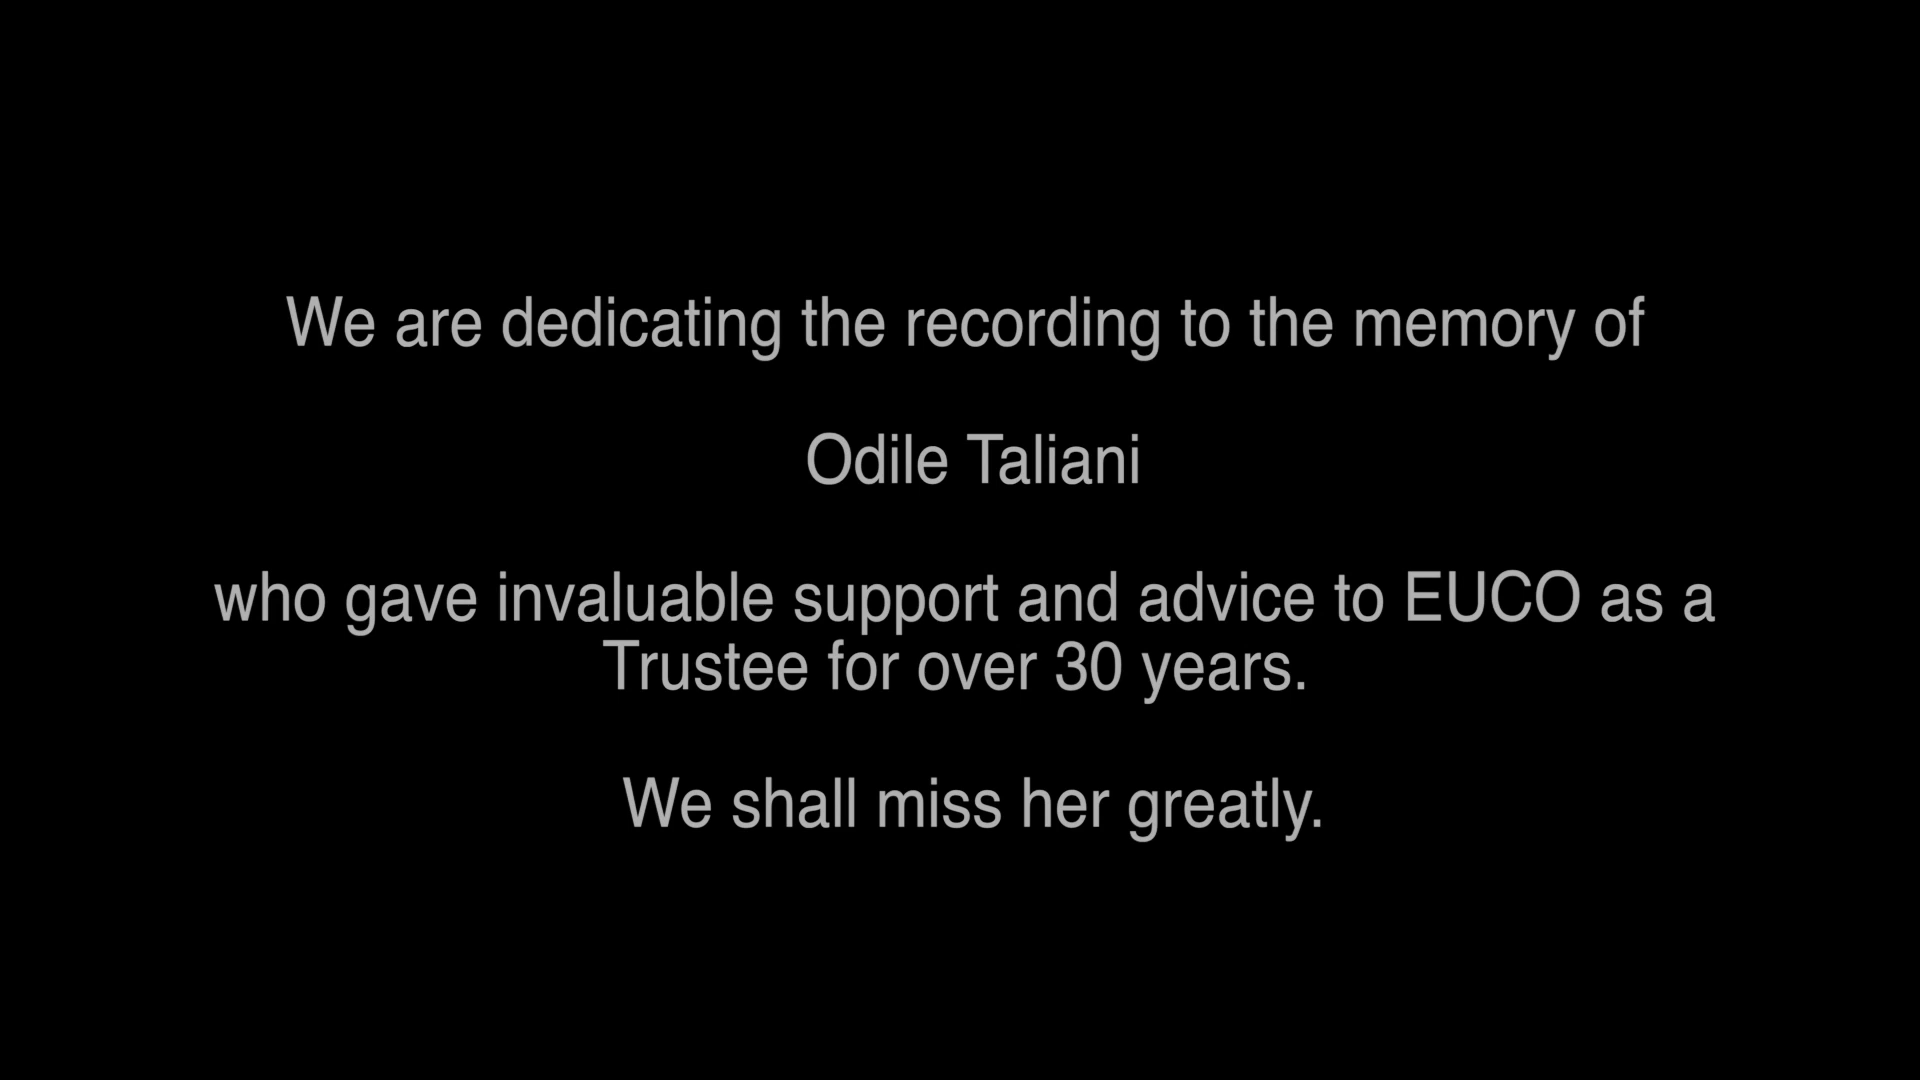 We are dedicating the recording to the memory of
Odile Taliani
who gave invaluable support and advice to EUCO as a
Trustee for over 30 years.
We shall miss her greatly.